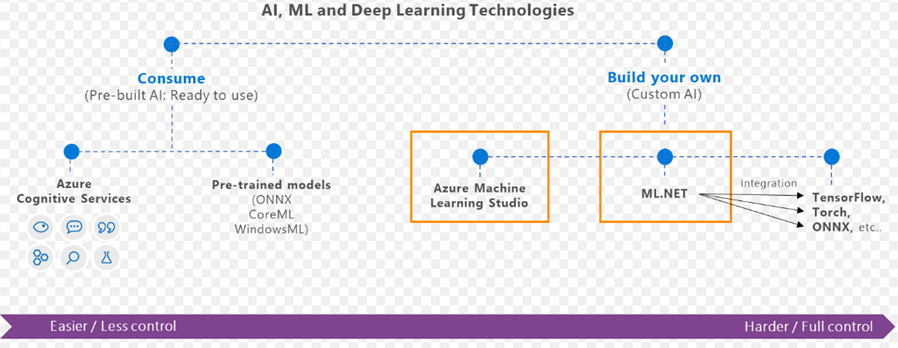 AI, ML and Deep Learning Technologies
Consume
(Pre-built AI: Ready to use)
Build your own
(Custom AI)
Azure
Cognitive Services
Pre-trained models
(ONNX
CoreML
WindowsML)
Azure Machine
Learning Studio
ML.NET
Integration
TensorFlow,
Torch,
ONNX, etc..
Easier / Less control
Harder / Full control